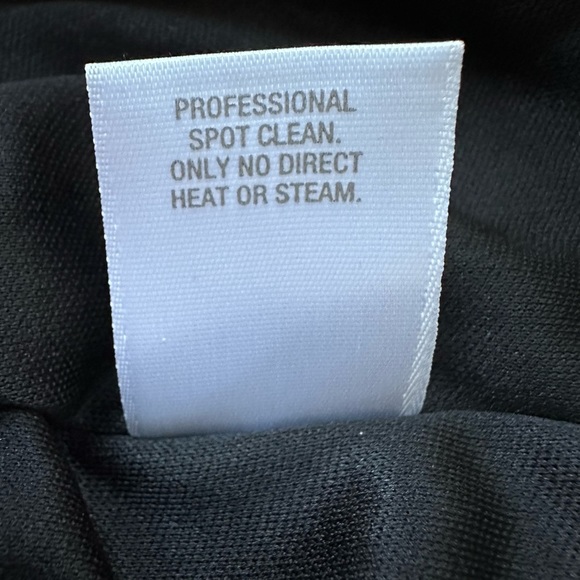 PROFESSIONAL
SPOT CLEAN.
ONLY NO DIRECT
HEAT OR STEAM.